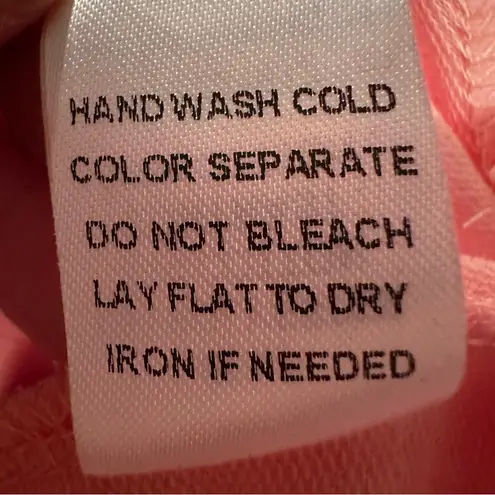 HAND WASH COLD
COLOR SEPARATE
DO NOT BLEACH
LAY FLAT TO DRY
IRON IF NEEDED